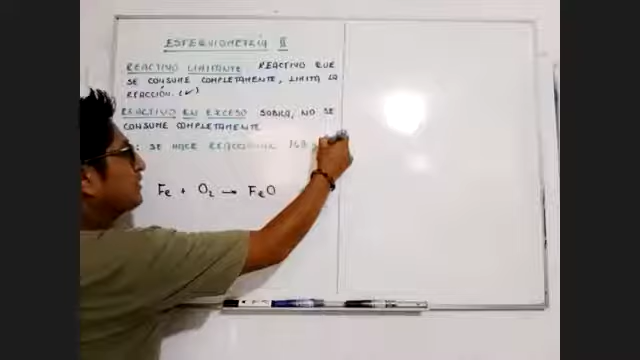 ESTEQUIOMETRÍA II
REACTIVO LIMITANTE REACTIVO QUE
SE CONSUME COMPLETAMENTE, LIMITA LA
REACCIÓN. (✓)
REACTIVO EN EXCESO SOBRA, NO SE
CONSUME COMPLETAMENTE
: SE HACE REACCIONAR 168
Fe + O₂ → FeO